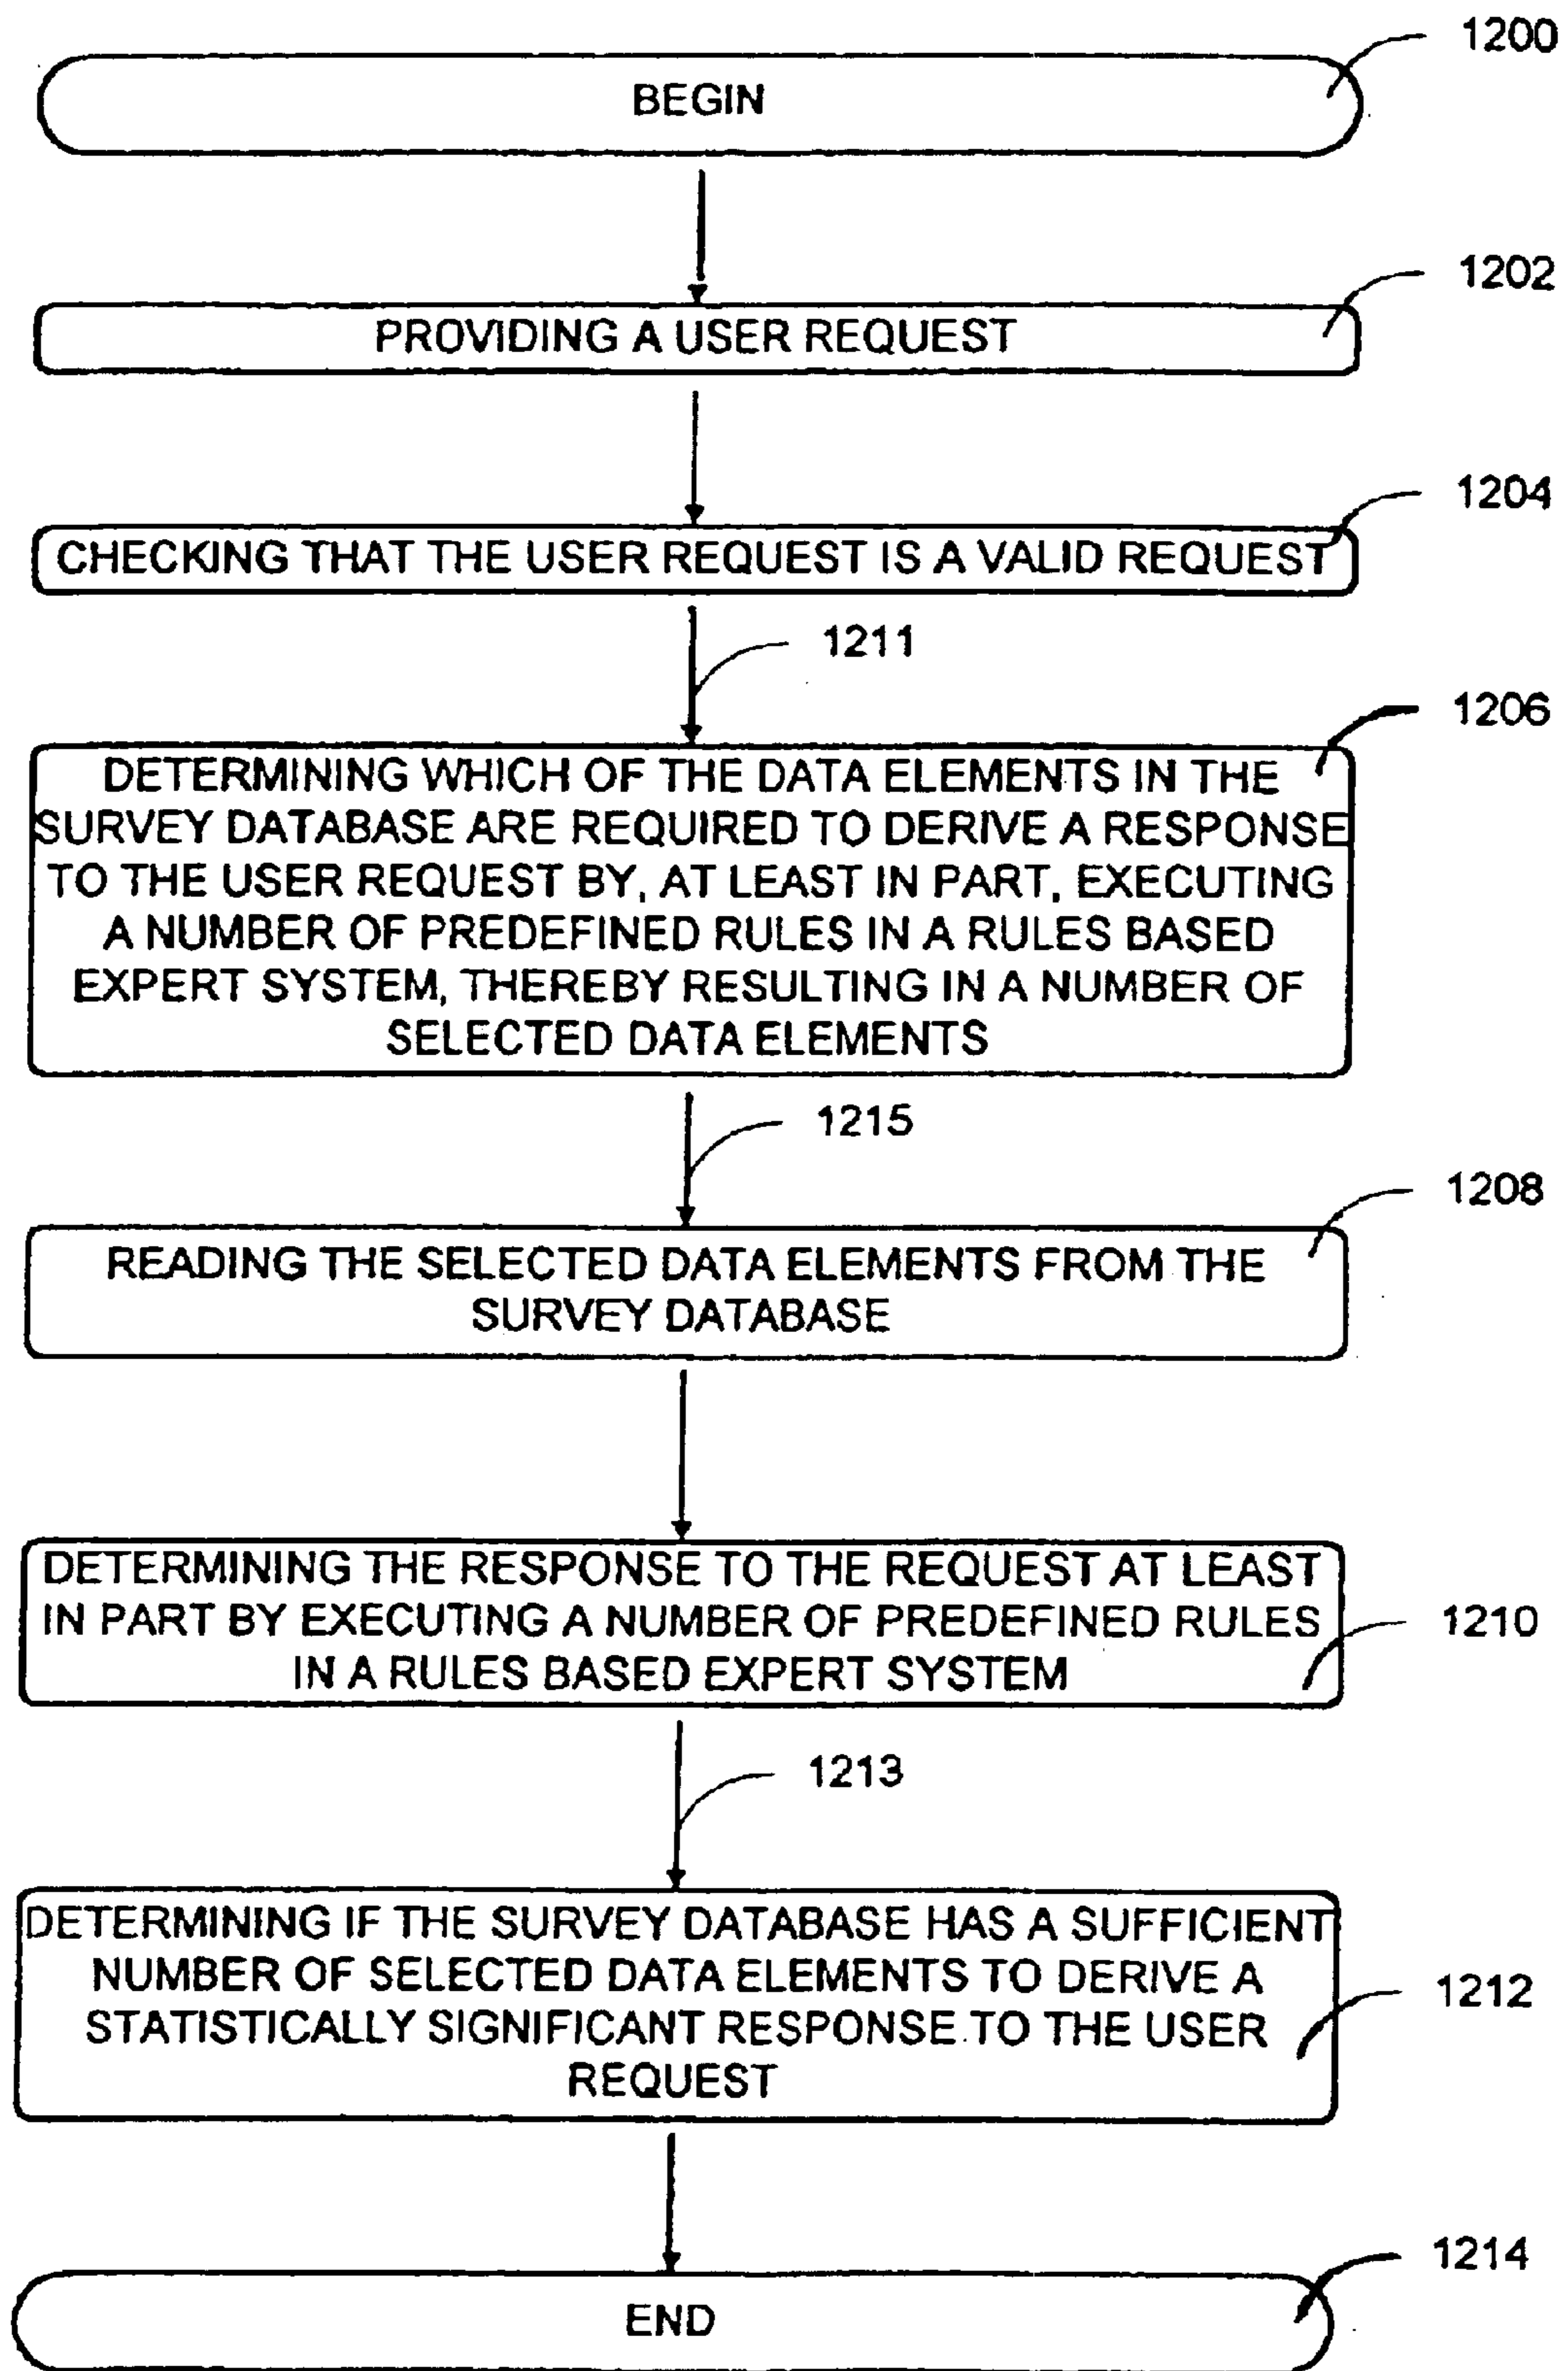 1200
BEGIN
1202
PROVIDING A USER REQUEST
1204
CHECKING THAT THE USER REQUEST IS A VALID REQUEST
1211
1206
DETERMINING WHICH OF THE DATA ELEMENTS IN THE
SURVEY DATABASE ARE REQUIRED TO DERIVE A RESPONSE
TO THE USER REQUEST BY, AT LEAST IN PART, EXECUTING
A NUMBER OF PREDEFINED RULES IN A RULES BASED
EXPERT SYSTEM, THEREBY RESULTING IN A NUMBER OF
SELECTED DATA ELEMENTS
1215
1208
READING THE SELECTED DATA ELEMENTS FROM THE
SURVEY DATABASE
DETERMINING THE RESPONSE TO THE REQUEST AT LEAST
IN PART BY EXECUTING A NUMBER OF PREDEFINED RULES
1210
IN A RULES BASED EXPERT SYSTEM
1213
DETERMINING IF THE SURVEY DATABASE HAS A SUFFICIENT
NUMBER OF SELECTED DATA ELEMENTS TO DERIVE A
1212
STATISTICALLY SIGNIFICANT RESPONSE TO THE USER
REQUEST
1214
END